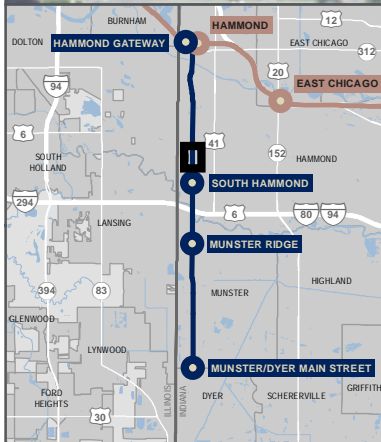 BURNHAM
HAMMOND
12
DOLTON
HAMMOND GATEWAY
EAST CHICAGO
312
20
94
EAST CHICAGO
6
41
152
SOUTH
HOLLAND
HAMMOND
SOUTH HAMMOND
294
6
80
94
LANSING
MUNSTER RIDGE
HIGHLAND
394
83
MUNSTER
GLENWOOD
LYNWOOD
MUNSTER/DYER MAIN STREET
ILLINOIS
INDIANA
GRIFFITH
FORD
HEIGHTS
DYER
SCHERERVILLE
30